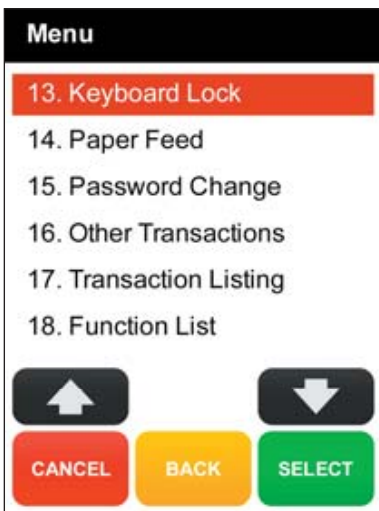 Menu
13. Keyboard Lock
14. Paper Feed
15. Password Change
16. Other Transactions
17. Transaction Listing
18. Function List
CANCEL BACK SELECT